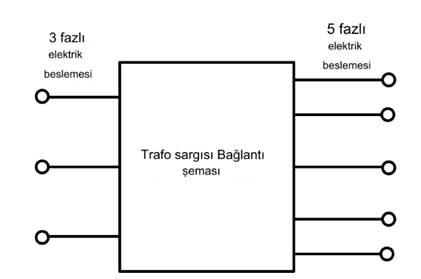 3 fazlı
elektrik
beslemesi
5 fazlı
elektrik
beslemesi
Trafo sargısı Bağlantı
şeması